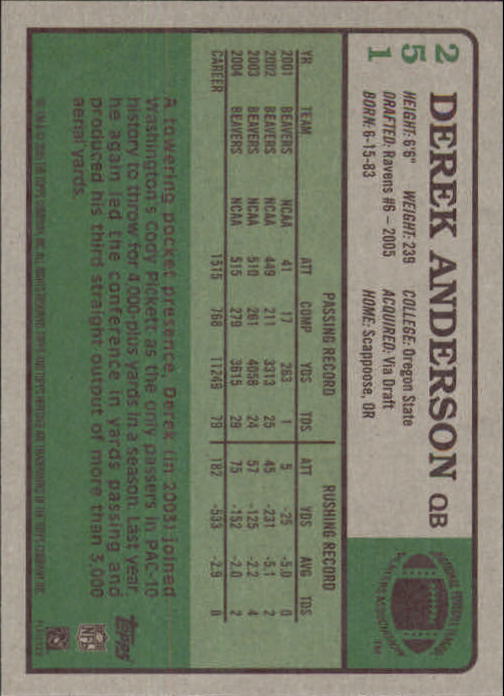 251
DEREK ANDERSON QB
HEIGHT: 6'6" WEIGHT: 239 COLLEGE: Oregon State
DRAFTED: Ravens #6 - 2005 ACQUIRED: Via Draft
BORN: 6-15-83 HOME: Scappoose, OR
PASSING RECORD RUSHING RECORD
YR TEAM ATT COMP YDS TDS ATT YDS AVG TDS
2001 BEAVERS NCAA 41 17 263 1 5 -25 -5.0 0
2002 BEAVERS NCAA 449 211 3313 25 45 -231 -5.1 2
2003 BEAVERS NCAA 510 261 4058 24 57 -125 -2.2 4
2004 BEAVERS NCAA 515 279 3615 29 75 -152 -2.0 2
CAREER 1515 768 11249 79 182 -533 -2.9 8
A towering pocket presence, Derek (in 2003) joined
Washington's Cody Pickett as the only passers in PAC-10
history to throw for 4,000-plus yards in a season. Last year,
he again led the conference in yards passing and
produced his third straight output of more than 3,000
aerial yards.
Topps
NFL